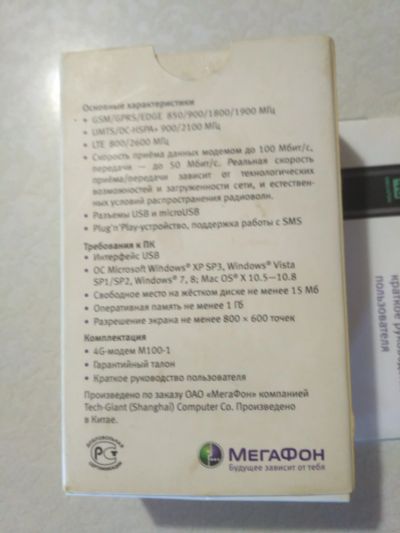 Основные характеристики
• GSM/GPRS/EDGE 850/900/1800/1900 МГц
• UMTS/DC-HSPA+ 900/2100 МГц
• LTE 800/2600 МГц
• Скорость приёма данных модемом до 100 Мбит/с,
передачи — до 50 Мбит/с. Реальная скорость
приёма/передачи зависит от технологических
возможностей и загруженности сети, и естествен-
ных условий распространения радиоволн.
• Разъемы USB и microUSB
• Plug'n'Play-устройство, поддержка работы с SMS
Требования к ПК
• Интерфейс USB
• ОС Microsoft Windows® XP SP3, Windows® Vista
SP1/SP2, Windows® 7, 8; Mac OS® X 10.5—10.8
• Свободное место на жёстком диске не менее 15 Мб
• Оперативная память не менее 1 Гб
• Разрешение экрана не менее 800 × 600 точек
Комплектация
• 4G-модем M100-1
• Гарантийный талон
• Краткое руководство пользователя
Произведено по заказу ОАО «МегаФон» компанией
Tech-Giant (Shanghai) Computer Co. Произведено
в Китае.
ДОБРОВОЛЬНАЯ
СЕРТИФИКАЦИЯ
МЕГАФОН
Будущее зависит от тебя
краткое руковод
пользователя